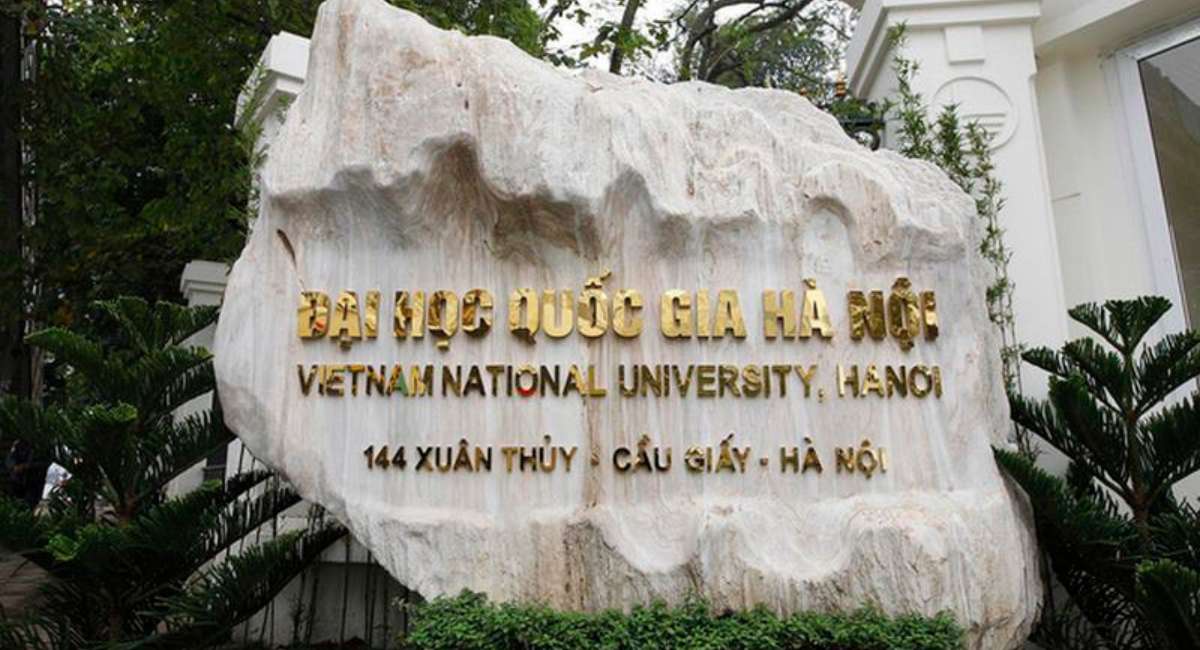 ĐẠI HỌC QUỐC GIA HÀ NỘI
VIETNAM NATIONAL UNIVERSITY, HANOI
144 XUÂN THỦY - CẦU GIẤY - HÀ NỘI